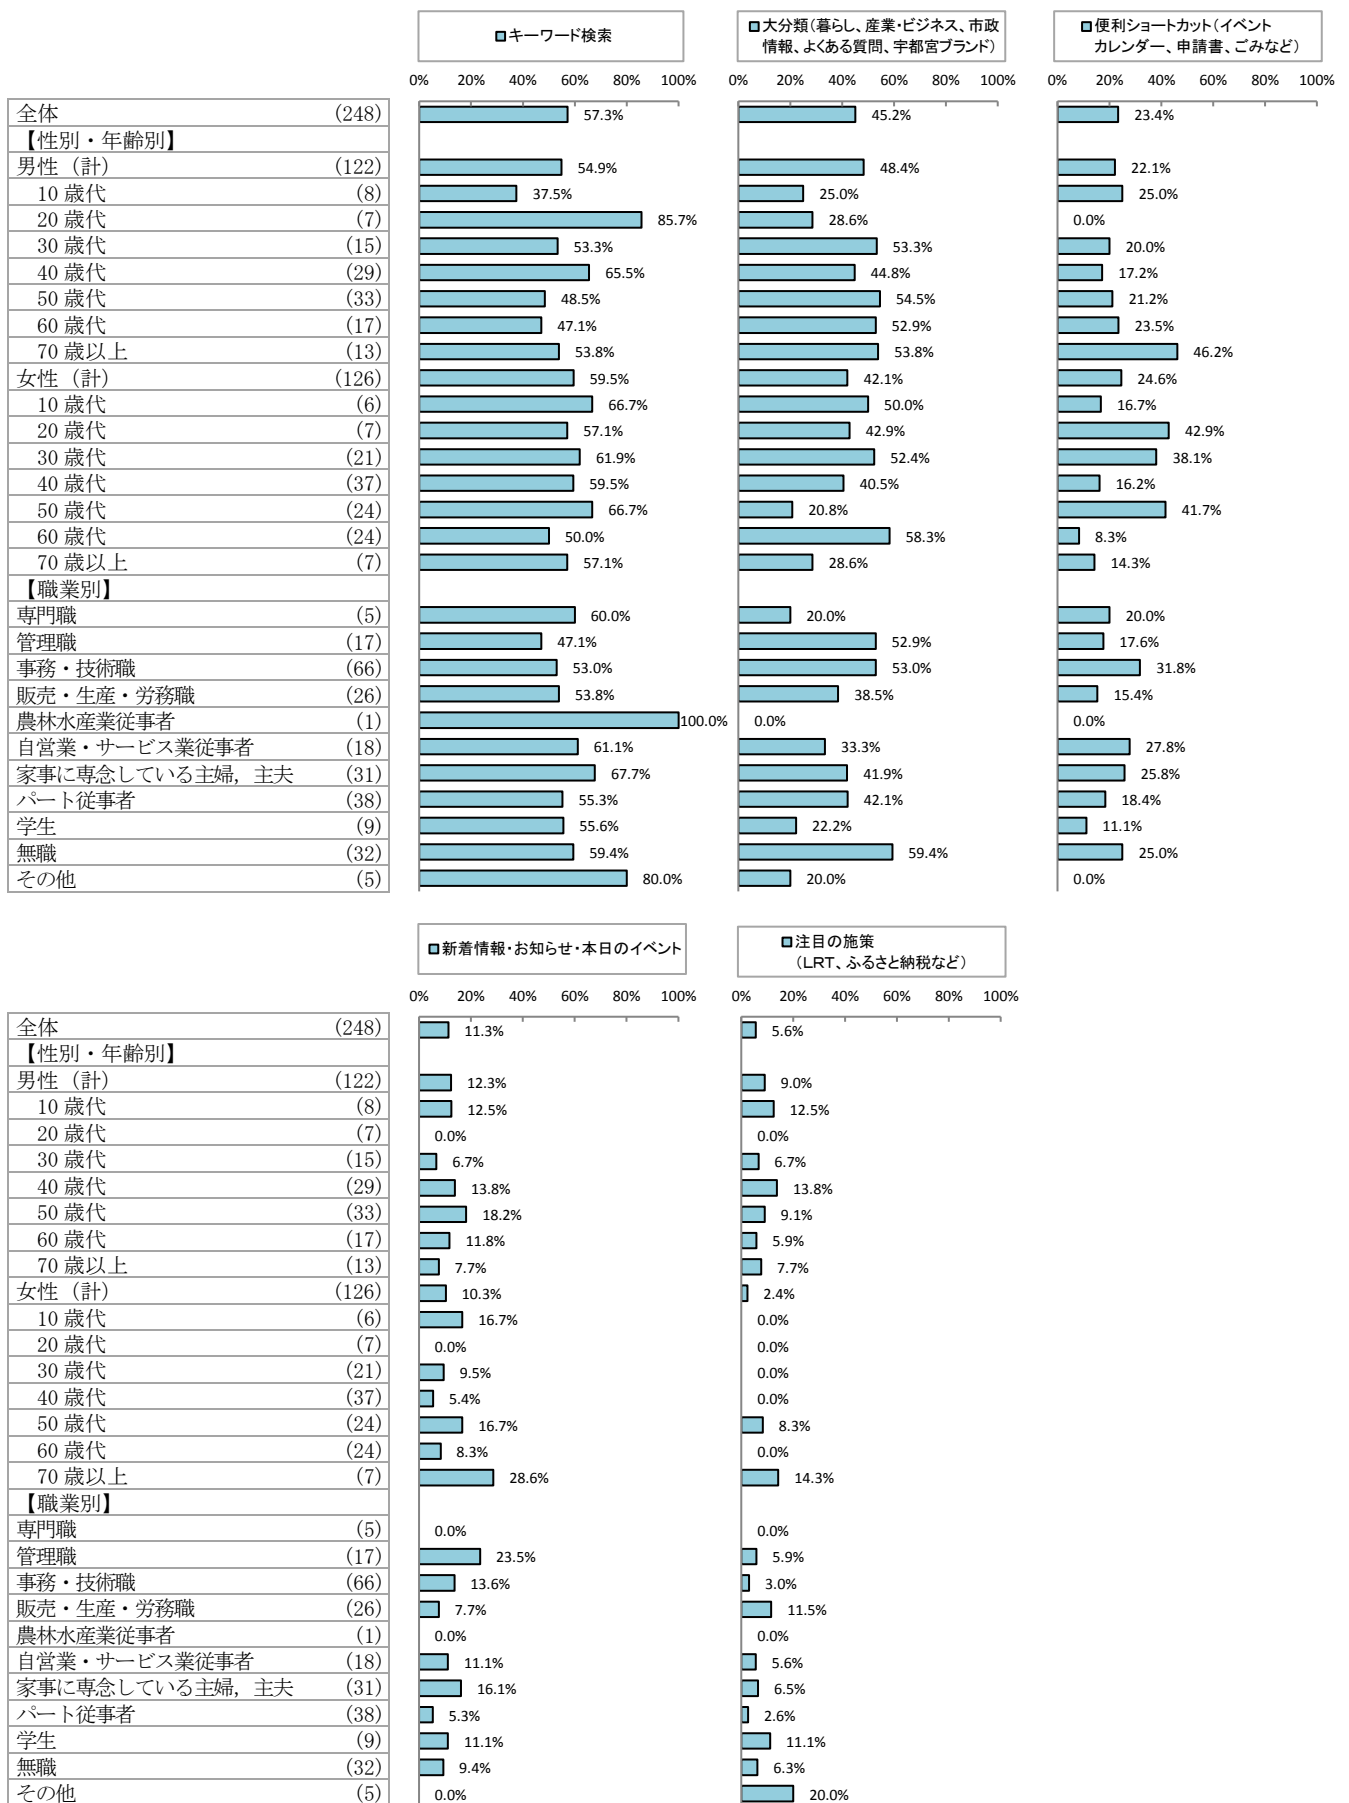 キーワード検索
大分類(暮らし、産業・ビジネス、市政
情報、よくある質問、宇都宮ブランド)
便利ショートカット(イベント
カレンダー、申請書、ごみなど)
0% 20% 40% 60% 80% 100% 0% 20% 40% 60% 80% 100% 0% 20% 40% 60% 80% 100%
全体 (248) 57.3% 45.2% 23.4%
【性別・年齢別】
男性(計) (122) 54.9% 48.4% 22.1%
10歳代 (8) 37.5% 25.0% 25.0%
20歳代 (7) 85.7% 28.6% 0.0%
30歳代 (15) 53.3% 53.3% 20.0%
40歳代 (29) 65.5% 44.8% 17.2%
50歳代 (33) 48.5% 54.5% 21.2%
60歳代 (17) 47.1% 52.9% 23.5%
70歳以上 (13) 53.8% 53.8% 46.2%
女性(計) (126) 59.5% 42.1% 24.6%
10歳代 (6) 66.7% 50.0% 16.7%
20歳代 (7) 57.1% 42.9% 42.9%
30歳代 (21) 61.9% 52.4% 38.1%
40歳代 (37) 59.5% 40.5% 16.2%
50歳代 (24) 66.7% 20.8% 41.7%
60歳代 (24) 50.0% 58.3% 8.3%
70歳以上 (7) 57.1% 28.6% 14.3%
【職業別】
専門職 (5) 60.0% 20.0% 20.0%
管理職 (17) 47.1% 52.9% 17.6%
事務・技術職 (66) 53.0% 53.0% 31.8%
販売・生産・労務職 (26) 53.8% 38.5% 15.4%
農林水産業従事者 (1) 100.0% 0.0% 0.0%
自営業・サービス業従事者 (18) 61.1% 33.3% 27.8%
家事に専念している主婦,主夫 (31) 67.7% 41.9% 25.8%
パート従事者 (38) 55.3% 42.1% 18.4%
学生 (9) 55.6% 22.2% 11.1%
無職 (32) 59.4% 59.4% 25.0%
その他 (5) 80.0% 20.0% 0.0%
新着情報・お知らせ・本日のイベント
注目の施策
(LRT、ふるさと納税など)
0% 20% 40% 60% 80% 100% 0% 20% 40% 60% 80% 100%
全体 (248) 11.3% 5.6%
【性別・年齢別】
男性(計) (122) 12.3% 9.0%
10歳代 (8) 12.5% 12.5%
20歳代 (7) 0.0% 0.0%
30歳代 (15) 6.7% 6.7%
40歳代 (29) 13.8% 13.8%
50歳代 (33) 18.2% 9.1%
60歳代 (17) 11.8% 5.9%
70歳以上 (13) 7.7% 7.7%
女性(計) (126) 10.3% 2.4%
10歳代 (6) 16.7% 0.0%
20歳代 (7) 0.0% 0.0%
30歳代 (21) 9.5% 0.0%
40歳代 (37) 5.4% 0.0%
50歳代 (24) 16.7% 8.3%
60歳代 (24) 8.3% 0.0%
70歳以上 (7) 28.6% 14.3%
【職業別】
専門職 (5) 0.0% 0.0%
管理職 (17) 23.5% 5.9%
事務・技術職 (66) 13.6% 3.0%
販売・生産・労務職 (26) 7.7% 11.5%
農林水産業従事者 (1) 0.0% 0.0%
自営業・サービス業従事者 (18) 11.1% 5.6%
家事に専念している主婦,主夫 (31) 16.1% 6.5%
パート従事者 (38) 5.3% 2.6%
学生 (9) 11.1% 11.1%
無職 (32) 9.4% 6.3%
その他 (5) 0.0% 20.0%